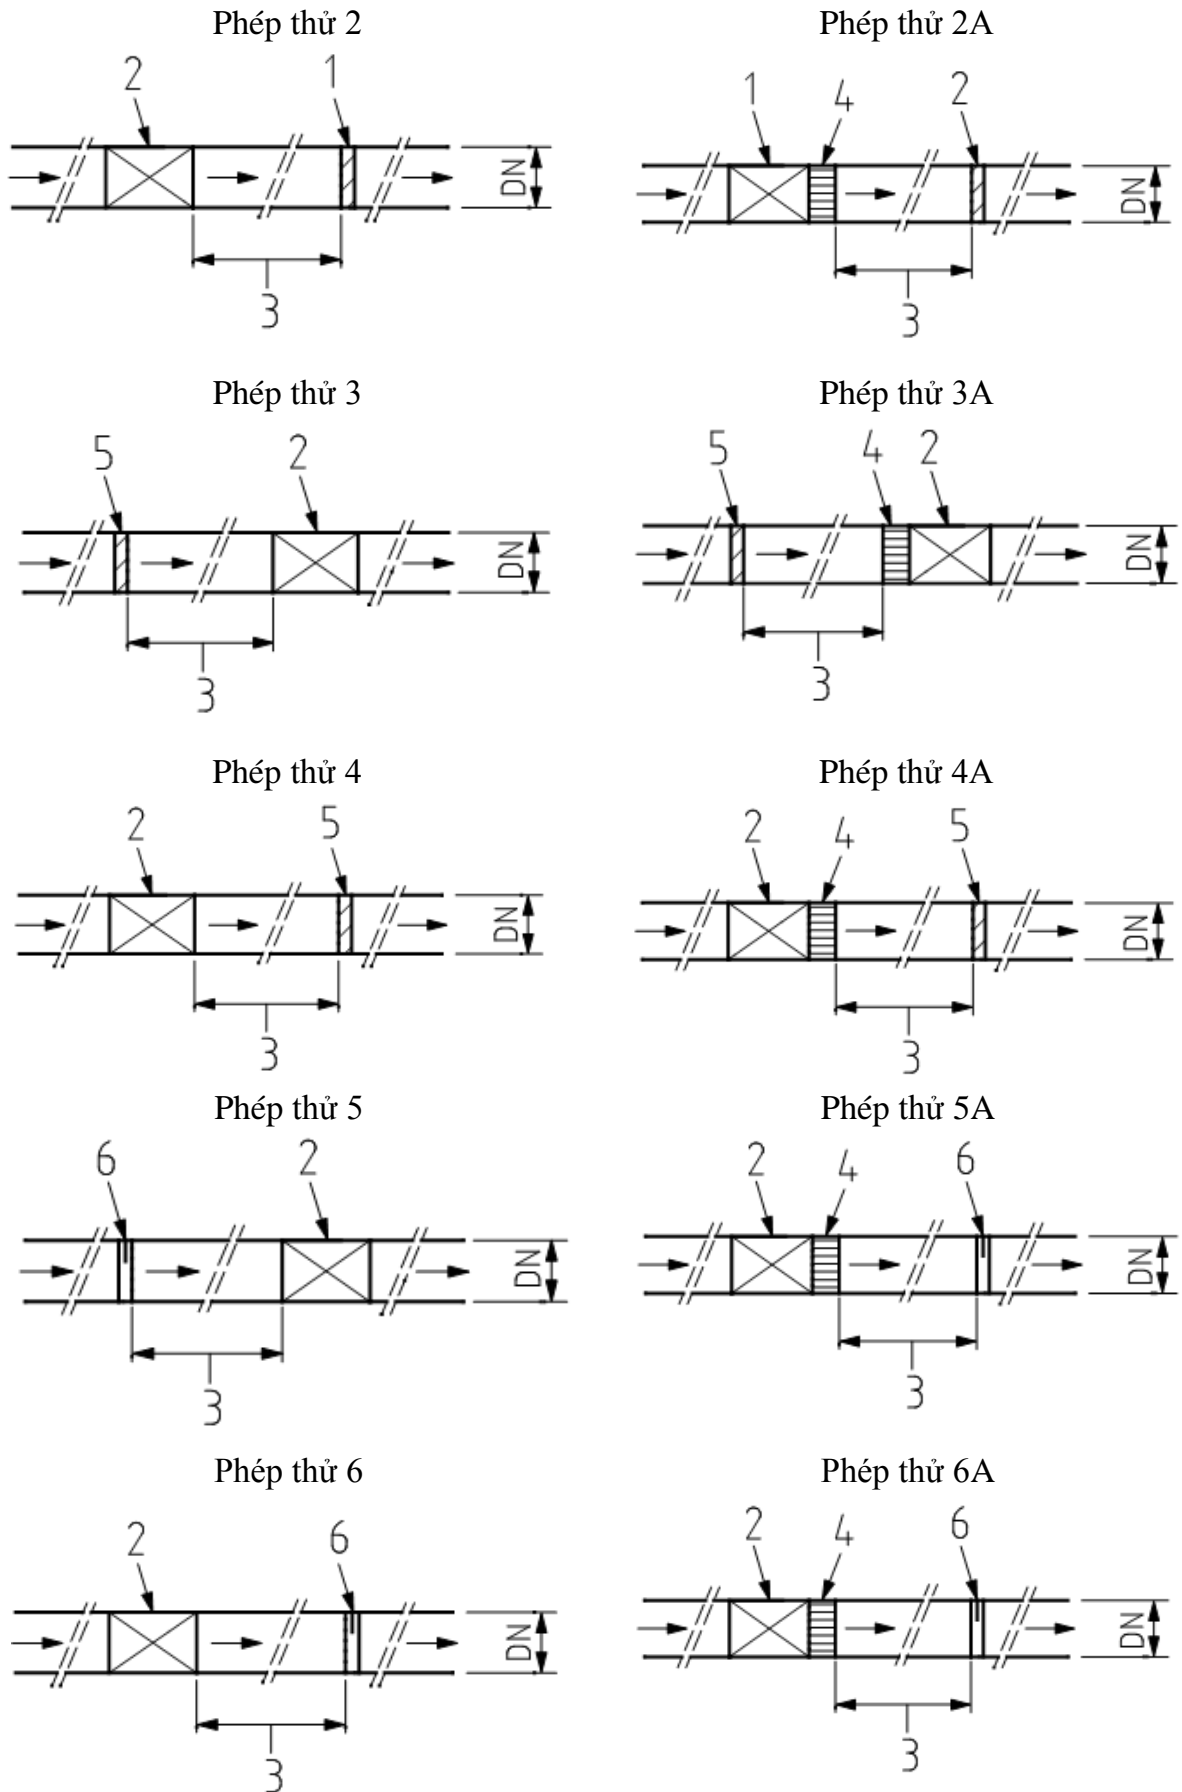 Phép thử 2 Phép thử 2A
2 1 1 4 2
DN DN
3 3
Phép thử 3 Phép thử 3A
5 2 5 4 2
DN DN
3 3
Phép thử 4 Phép thử 4A
2 5 2 4 5
DN DN
3 3
Phép thử 5 Phép thử 5A
6 2 2 4 6
DN DN
3 3
Phép thử 6 Phép thử 6A
2 6 2 4 6
DN DN
3 3